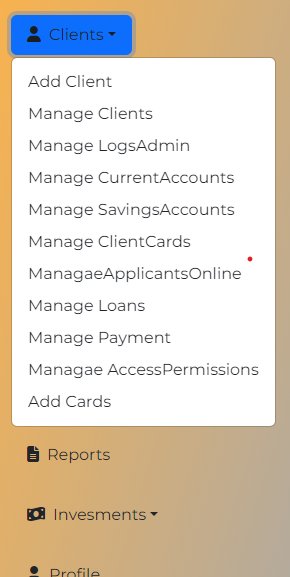 Clients
Add Client
Manage Clients
Manage LogsAdmin
Manage CurrentAccounts
Manage SavingsAccounts
Manage ClientCards
ManagaeApplicantsOnline
Manage Loans
Manage Payment
Managae AccessPermissions
Add Cards
Reports
Invesments
Profile